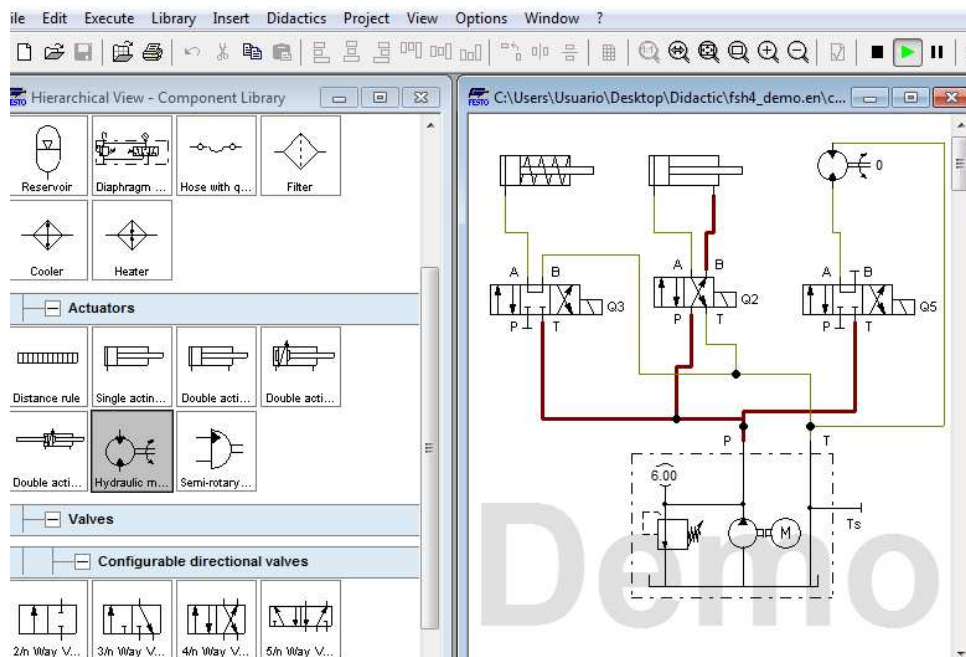 ile Edit Execute Library Insert Didactics Project View Options Window ?
FESTO Hierarchical View - Component Library
Reservoir Diaphragm ... Hose with q... Filter
Cooler Heater
Actuators
Distance rule Single actin... Double acti... Double acti...
Double acti... Hydraulic m... Semi-rotary...
Valves
Configurable directional valves
2/n Way V... 3/n Way V... 4/n Way V... 5/n Way V...
FESTO C:\Users\Usuario\Desktop\Didactic\fsh4_demo.en\c...
0
A B
Q3
P T
A B
Q2
P T
A B
Q5
P T
P T
6.00
M
Ts
Demo